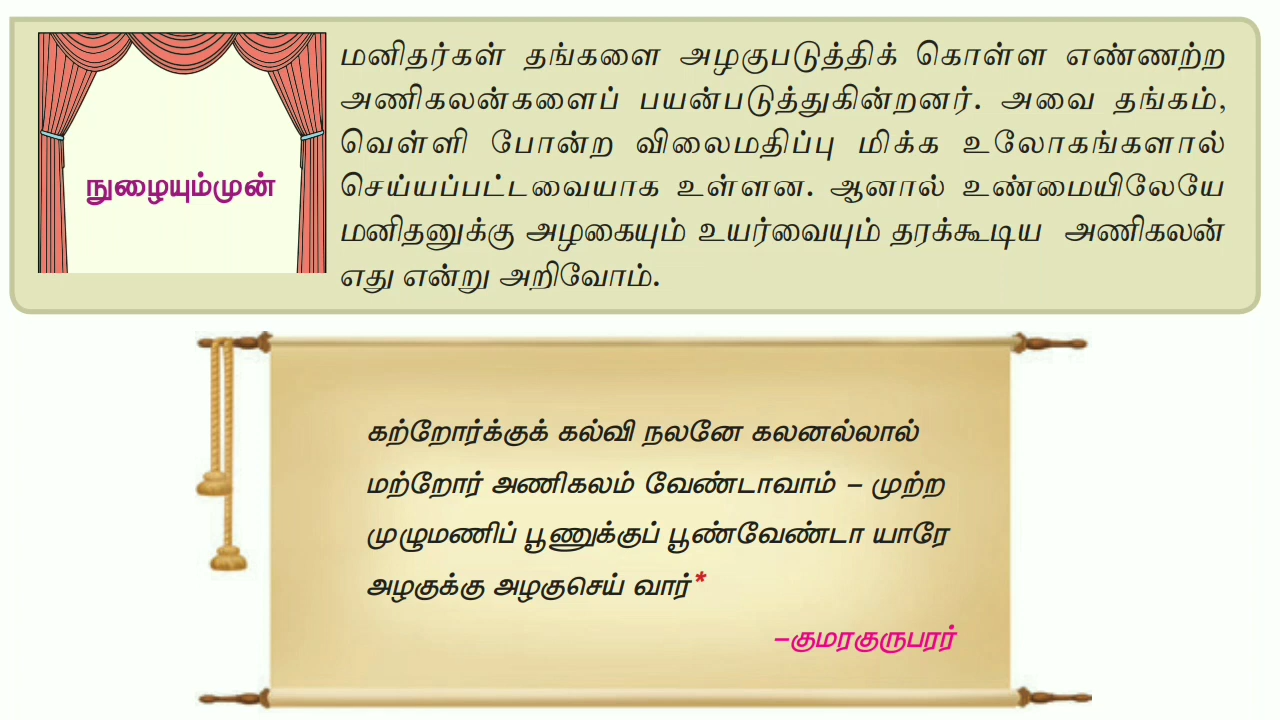 நுழையும்முன்
மனிதர்கள் தங்களை அழகுபடுத்திக் கொள்ள எண்ணற்ற
அணிகலன்களைப் பயன்படுத்துகின்றனர். அவை தங்கம்,
வெள்ளி போன்ற விலைமதிப்பு மிக்க உலோகங்களால்
செய்யப்பட்டவையாக உள்ளன. ஆனால் உண்மையிலேயே
மனிதனுக்கு அழகையும் உயர்வையும் தரக்கூடிய அணிகலன்
எது என்று அறிவோம்.
கற்றோர்க்குக் கல்வி நலனே கலனல்லால்
மற்றோர் அணிகலம் வேண்டாவாம் – முற்ற
முழுமணிப் பூணுக்குப் பூண்வேண்டா யாரே
அழகுக்கு அழகுசெய் வார்*
–குமரகுருபரர்